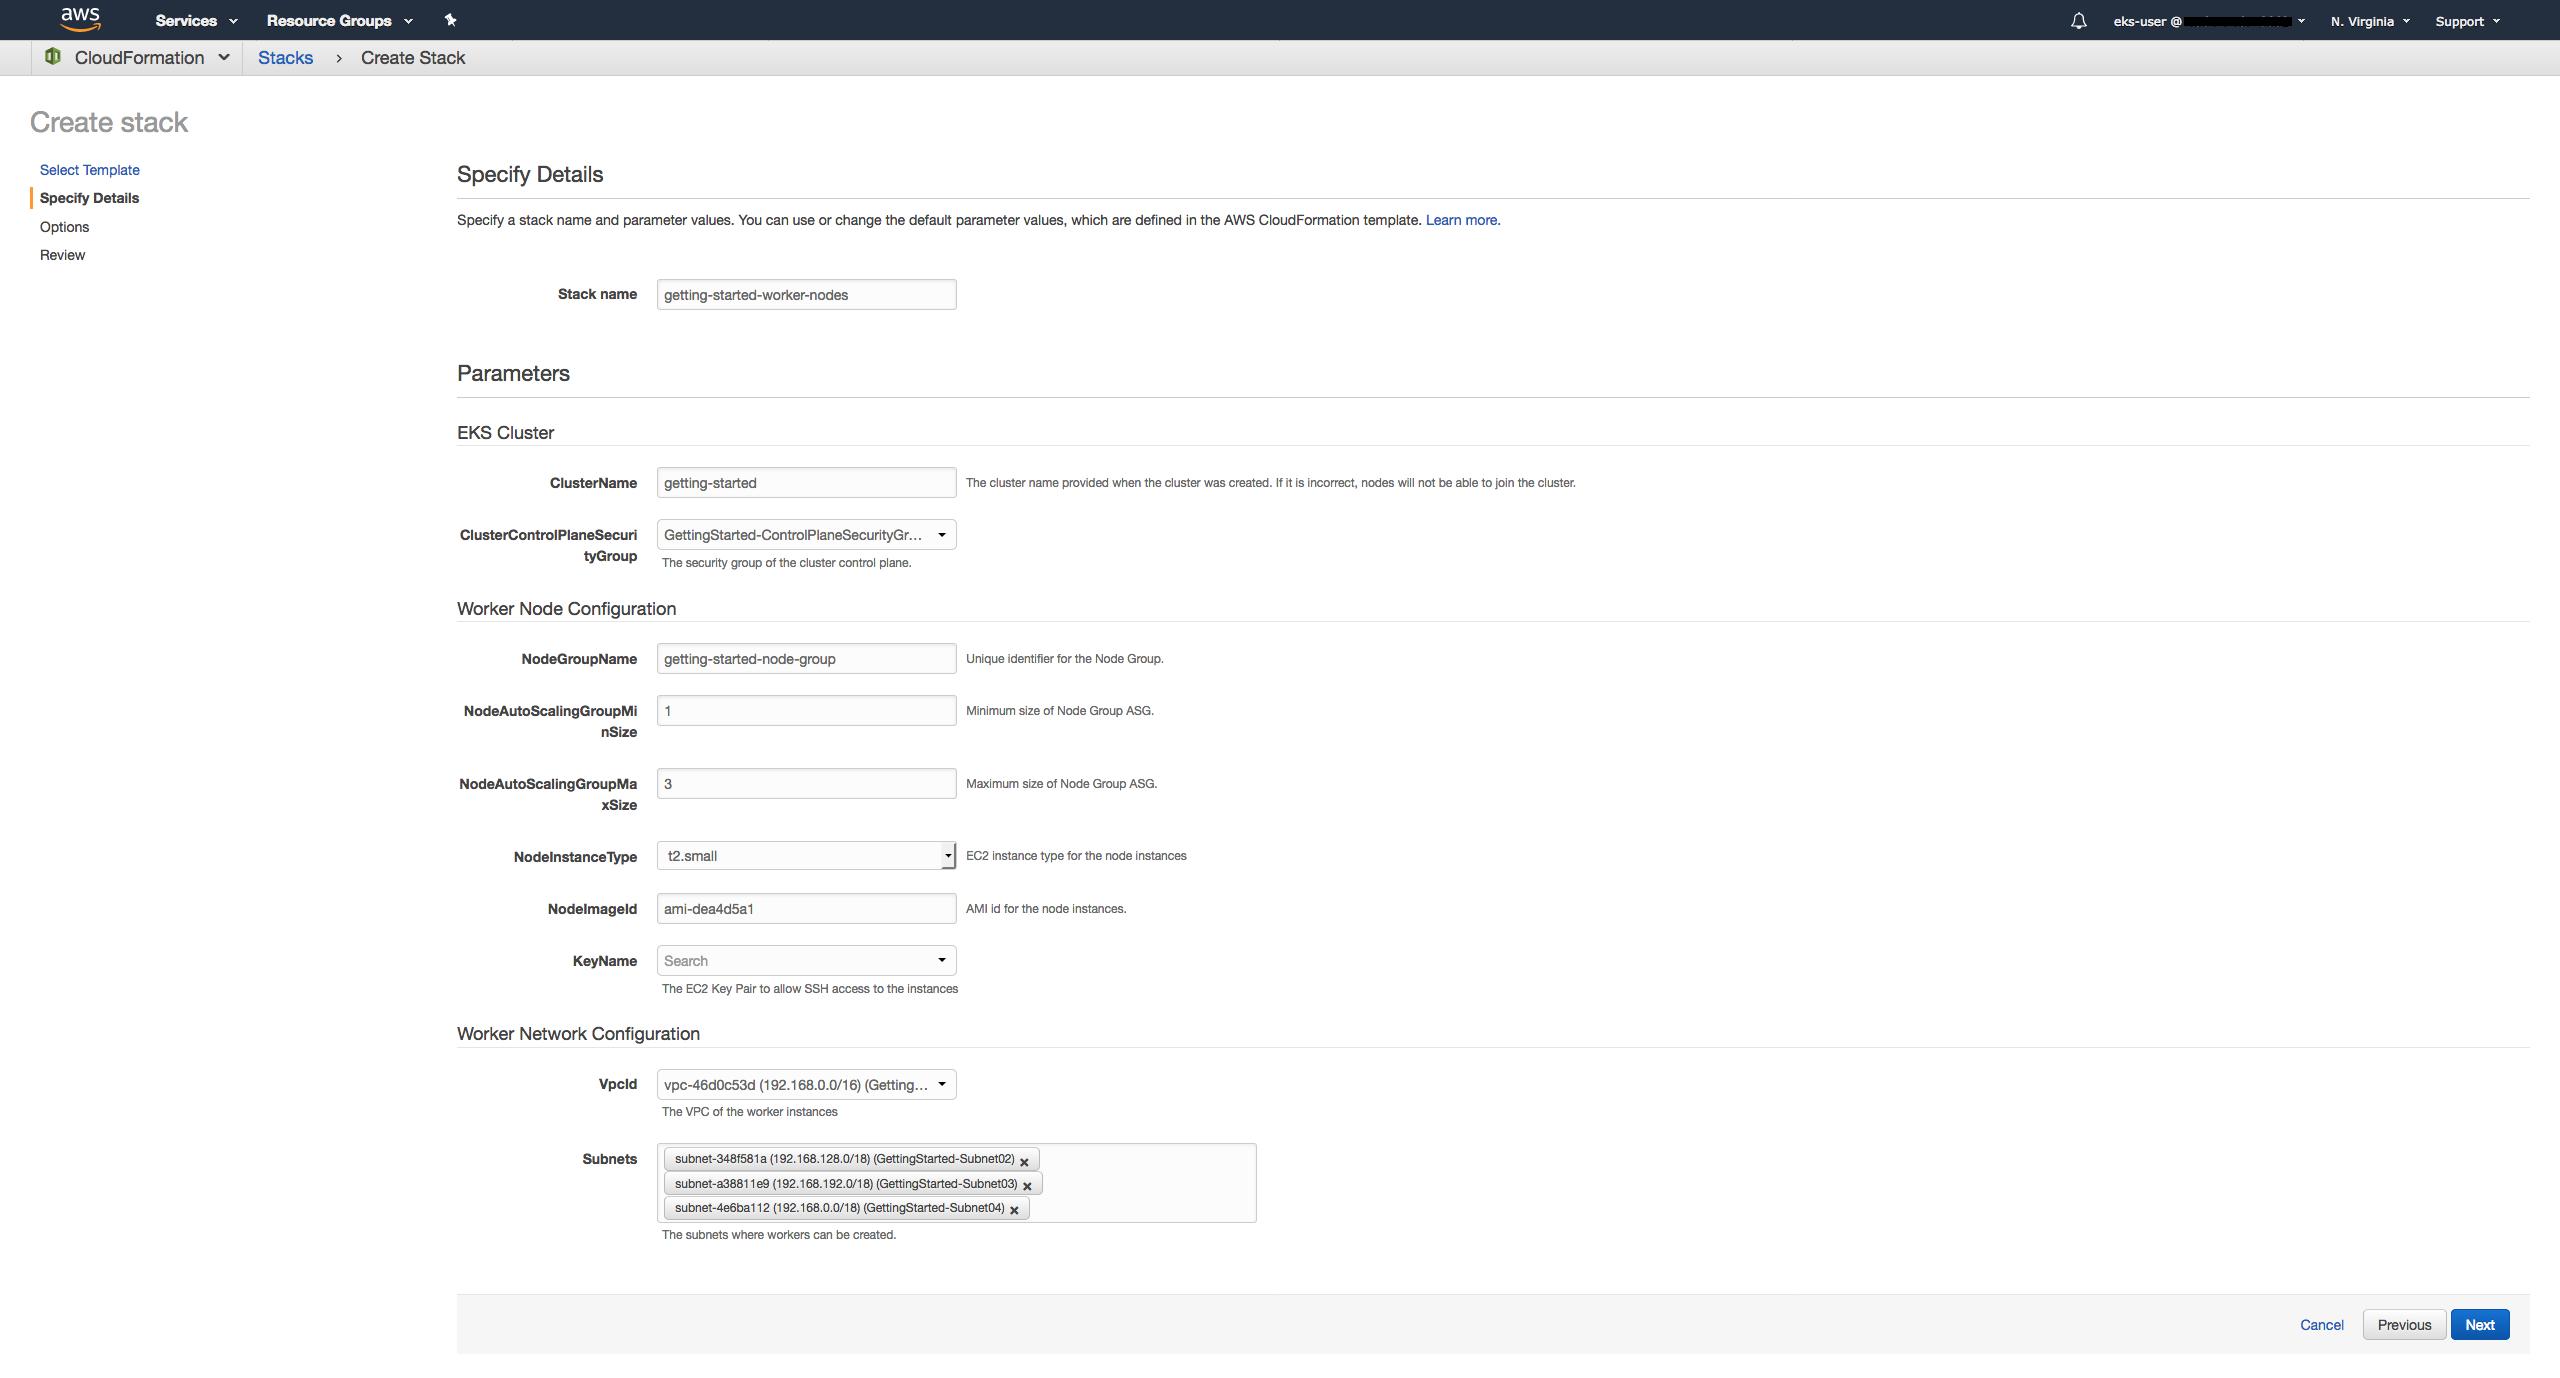 aws Services Resource Groups eks-user @ N. Virginia Support
CloudFormation Stacks › Create Stack
Create stack
Select Template
Specify Details
Options
Review
Specify Details
Specify a stack name and parameter values. You can use or change the default parameter values, which are defined in the AWS CloudFormation template. Learn more.
Stack name getting-started-worker-nodes
Parameters
EKS Cluster
ClusterName getting-started The cluster name provided when the cluster was created. If it is incorrect, nodes will not be able to join the cluster.
ClusterControlPlaneSecuri GettingStarted-ControlPlaneSecurityGr...
tyGroup The security group of the cluster control plane.
Worker Node Configuration
NodeGroupName getting-started-node-group Unique identifier for the Node Group.
NodeAutoScalingGroupMi 1 Minimum size of Node Group ASG.
nSize
NodeAutoScalingGroupMa 3 Maximum size of Node Group ASG.
xSize
NodeInstanceType t2.small EC2 instance type for the node instances
NodeImageId ami-dea4d5a1 AMI id for the node instances.
KeyName Search
The EC2 Key Pair to allow SSH access to the instances
Worker Network Configuration
VpcId vpc-46d0c53d (192.168.0.0/16) (Getting...
The VPC of the worker instances
Subnets subnet-348f581a (192.168.128.0/18) (GettingStarted-Subnet02) ×
subnet-a38811e9 (192.168.192.0/18) (GettingStarted-Subnet03) ×
subnet-4e6ba112 (192.168.0.0/18) (GettingStarted-Subnet04) ×
The subnets where workers can be created.
Cancel Previous Next